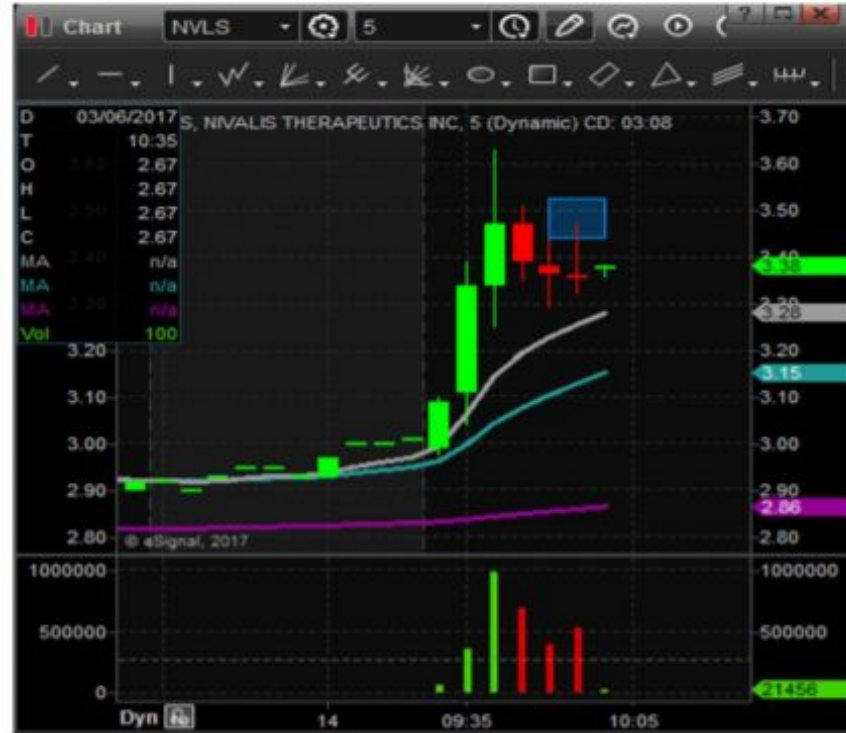 Chart NVLS 5 ?
D 03/06/2017 S, NIVALIS THERAPEUTICS INC, 5 (Dynamic) CD: 03:08 3.70
T 10:35
O 2.67 3.60
H 2.67
L 2.67 3.50
C 2.67
MA n/a 3.40
3.38
MA n/a
MA n/a 3.28
Vol 100
3.20 3.20
3.15
3.10 3.10
3.00 3.00
2.90 2.90
2.86
2.80 © eSignal, 2017 2.80
1000000 1000000
500000 500000
0 21456
Dyn 14 09:35 10:05